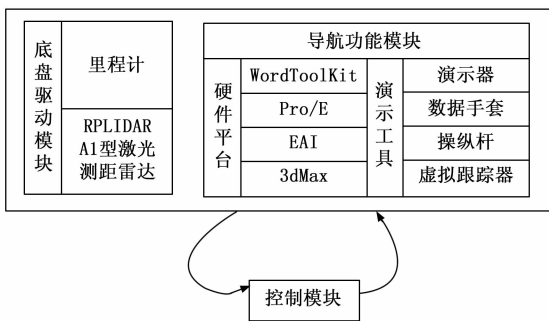 底盘驱动模块
里程计
RPLIDAR
A1型激光
测距雷达
导航功能模块
硬件平台
WordToolKit
Pro/E
EAI
3dMax
演示工具
演示器
数据手套
操纵杆
虚拟跟踪器
控制模块